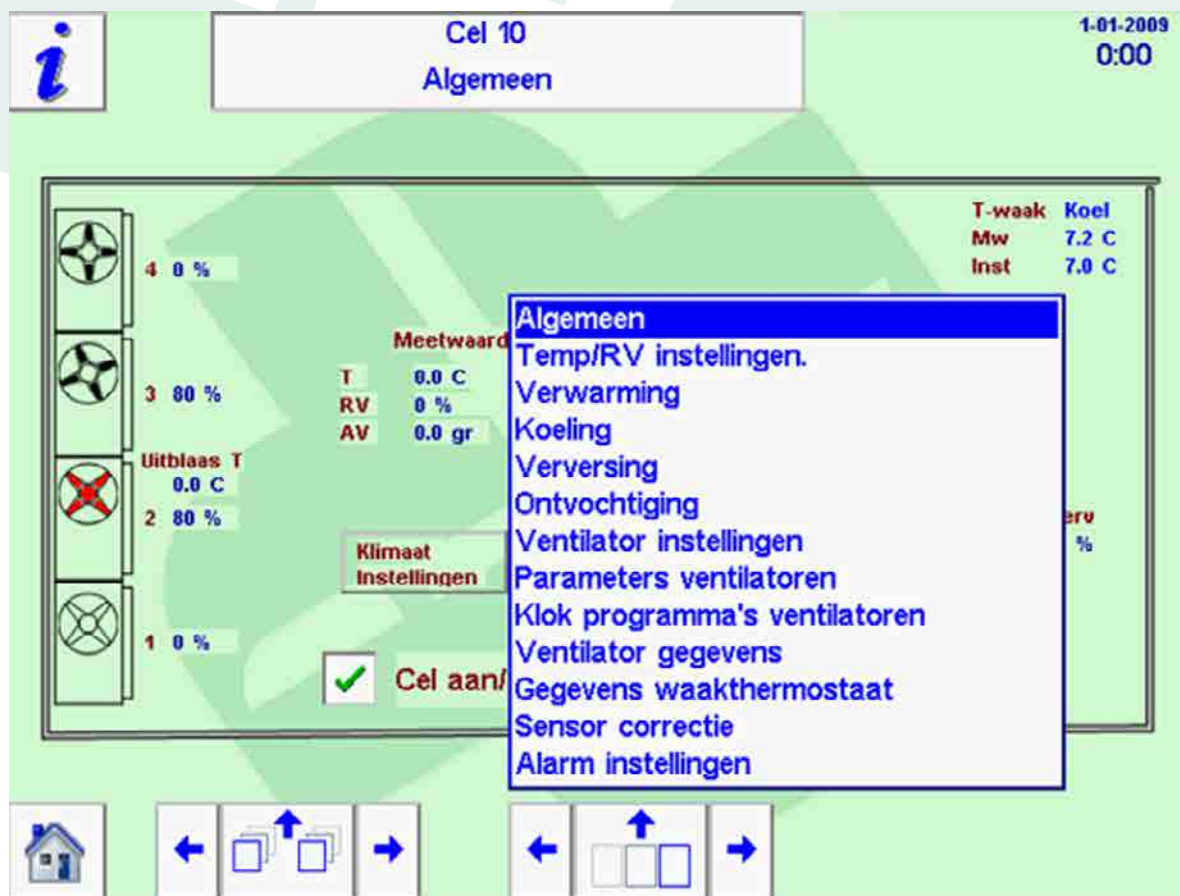 i
Cel 10
Algemeen
1-01-2009
0:00
T-waak Koel
Mw 7.2 C
Inst 7.0 C
4 0 %
3 80 %
Uitblaas T
0.0 C
2 80 %
1 0 %
Meetwaard
T 0.0 C
RV 0 %
AV 0.0 gr
Klimaat
Instellingen
Cel aan/
Algemeen
Temp/RV instellingen.
Verwarming
Koeling
Verversing
Ontvochtiging
Ventilator instellingen
Parameters ventilatoren
Klok programma's ventilatoren
Ventilator gegevens
Gegevens waakthermostaat
Sensor correctie
Alarm instellingen
erv
%